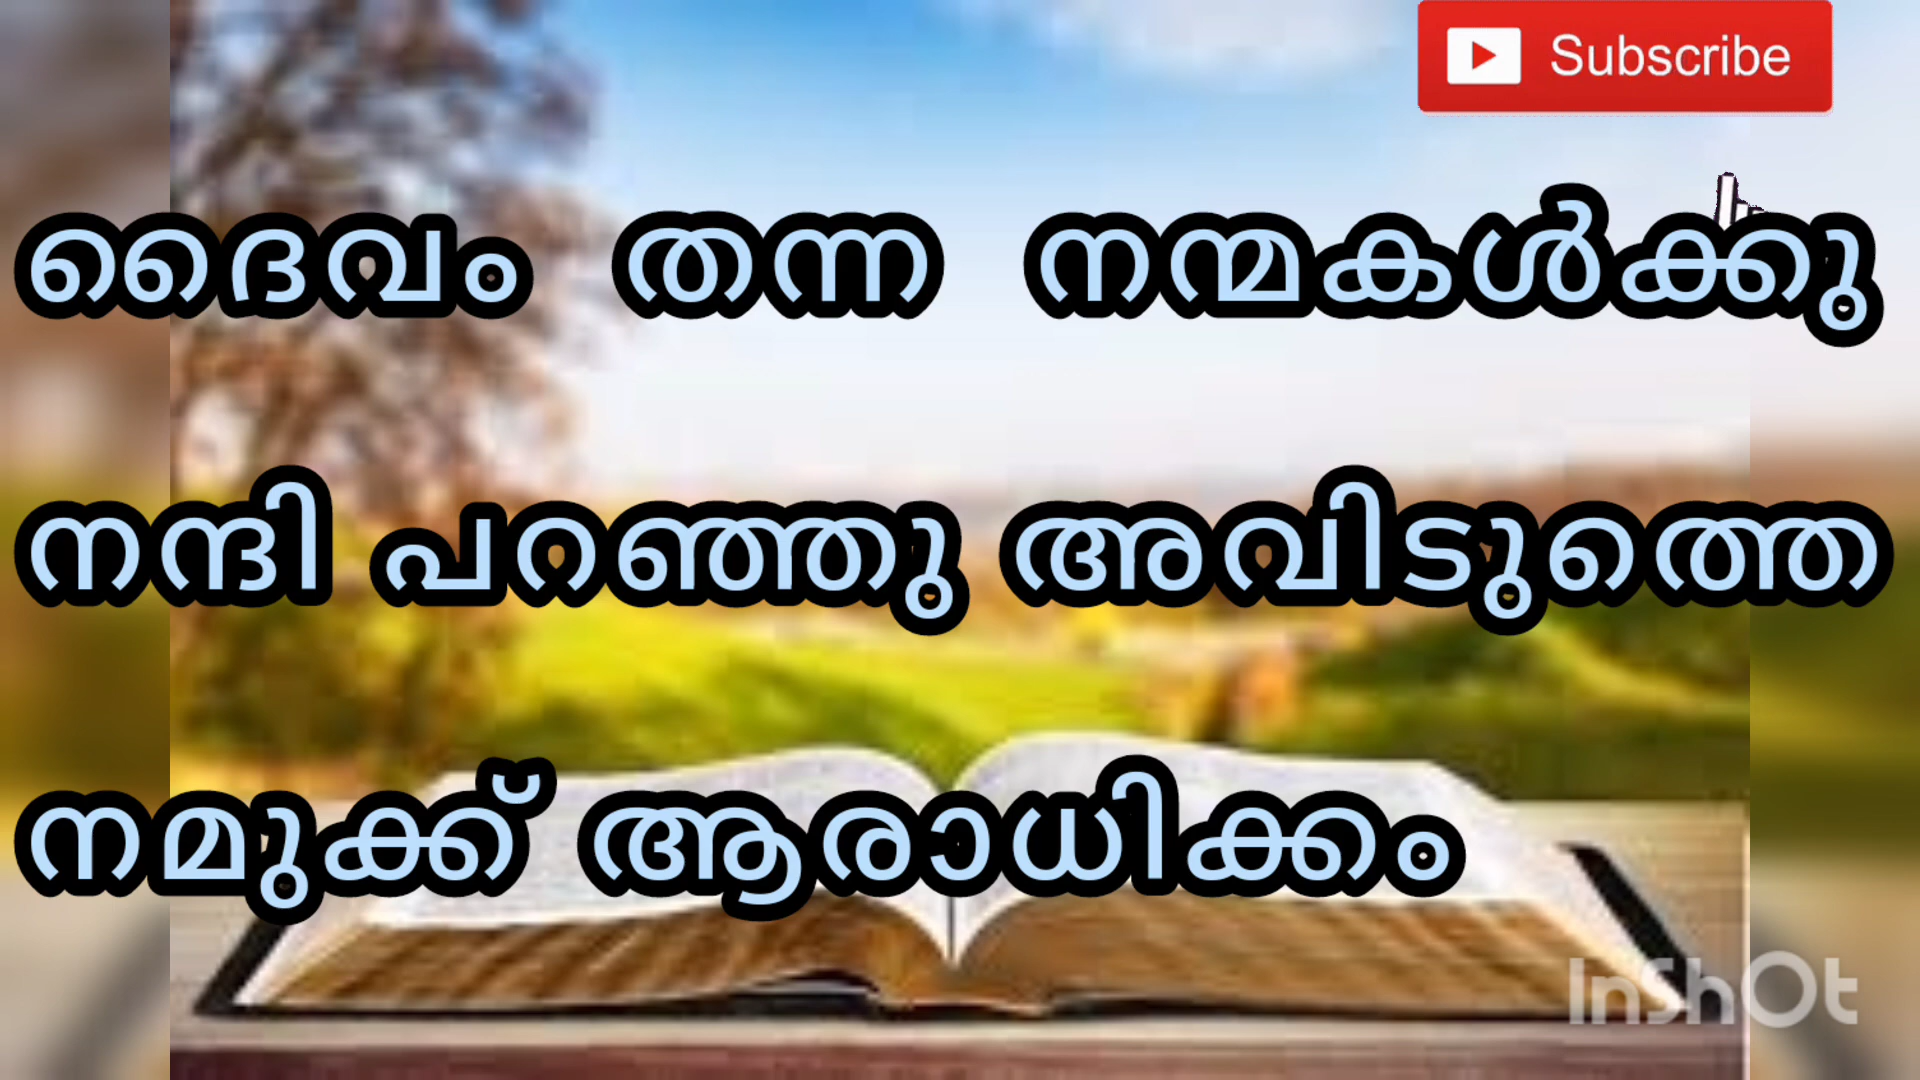 Subscribe
ദൈവം തന്ന നന്മകൾക്കു
നന്ദി പറഞ്ഞു അവിടുത്തെ
നമുക്ക് ആരാധിക്കം
InShOt